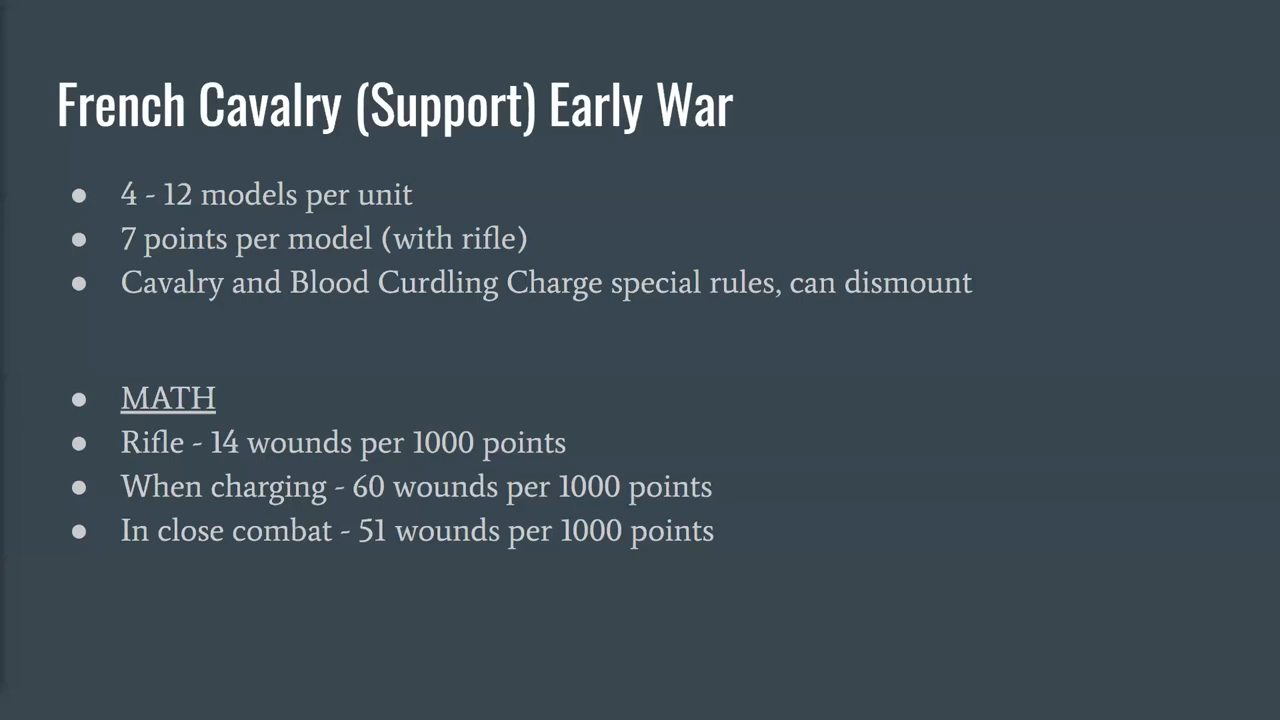 French Cavalry (Support) Early War
● 4 - 12 models per unit
● 7 points per model (with rifle)
● Cavalry and Blood Curdling Charge special rules, can dismount
● MATH
● Rifle - 14 wounds per 1000 points
● When charging - 60 wounds per 1000 points
● In close combat - 51 wounds per 1000 points